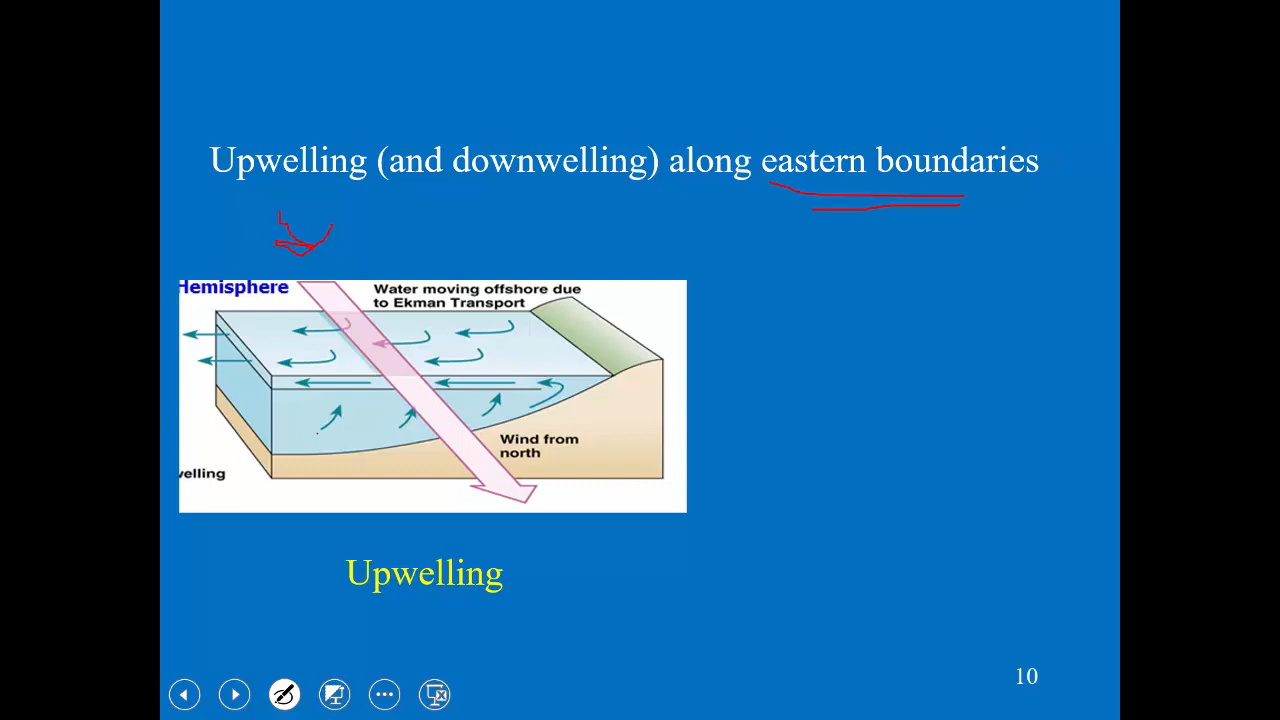 Upwelling (and downwelling) along eastern boundaries
Hemisphere
Water moving offshore due
to Ekman Transport
Wind from
north
welling
Upwelling
10